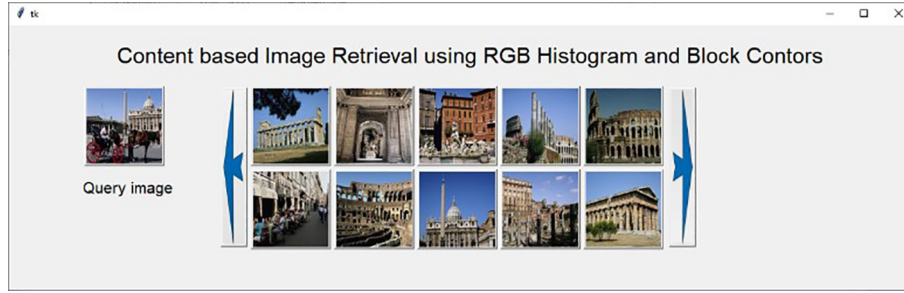 tk
Content based Image Retrieval using RGB Histogram and Block Contors
Query image